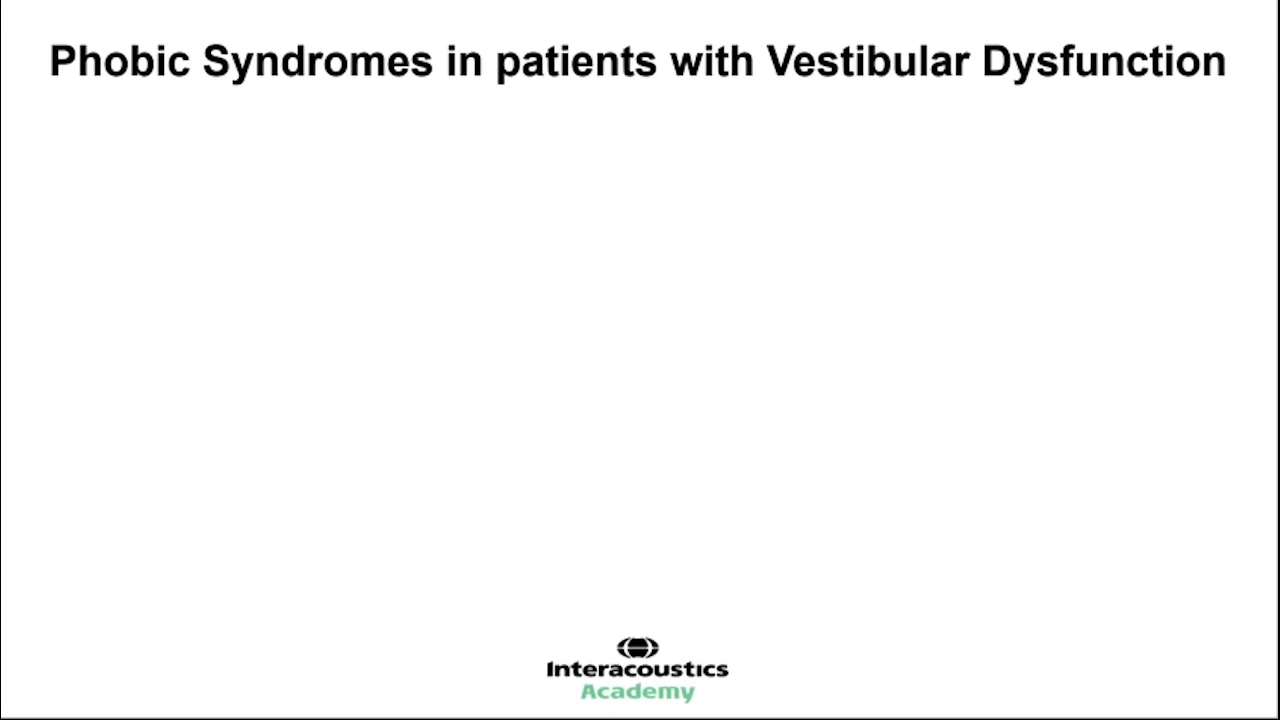 Phobic Syndromes in patients with Vestibular Dysfunction
Interacoustics
Academy